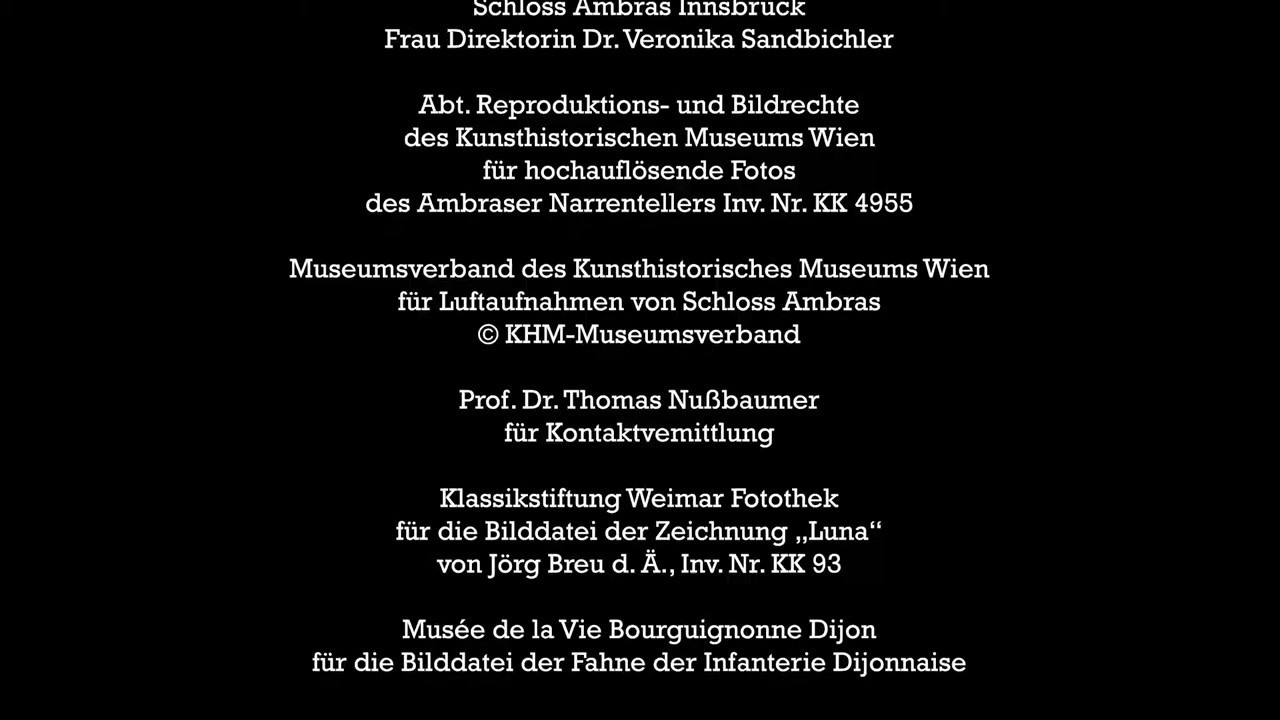 Schloss Ambras Innsbruck
Frau Direktorin Dr. Veronika Sandbichler
Abt. Reproduktions- und Bildrechte
des Kunsthistorischen Museums Wien
für hochauflösende Fotos
des Ambraser Narrentellers Inv. Nr. KK 4955
Museumsverband des Kunsthistorisches Museums Wien
für Luftaufnahmen von Schloss Ambras
© KHM-Museumsverband
Prof. Dr. Thomas Nußbaumer
für Kontaktvemittlung
Klassikstiftung Weimar Fotothek
für die Bilddatei der Zeichnung „Luna“
von Jörg Breu d. Ä., Inv. Nr. KK 93
Musée de la Vie Bourguignonne Dijon
für die Bilddatei der Fahne der Infanterie Dijonnaise